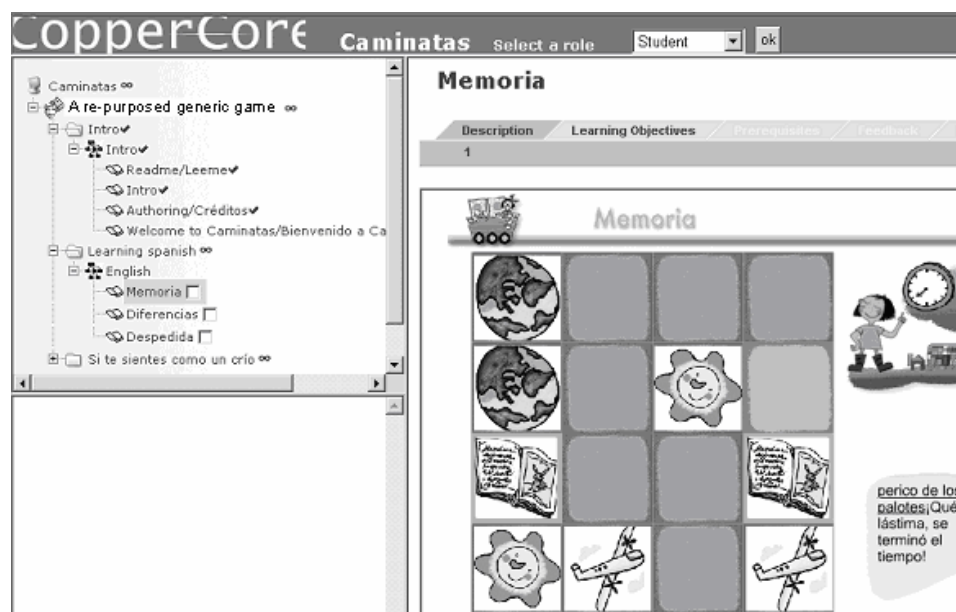 CopperCore Caminatas Select a role Student ok
Caminatas
A re-purposed generic game
Intro
Intro
Readme/Leeme
Intro
Authoring/Créditos
Welcome to Caminatas/Bienvenido a Ca
Learning spanish
English
Memoria
Diferencias
Despedida
Si te sientes como un crío
Memoria
Description Learning Objectives Prerequisites Feedback
1
Memoria
perico de los
palotes¡Qué
lástima, se
terminó el
tiempo!